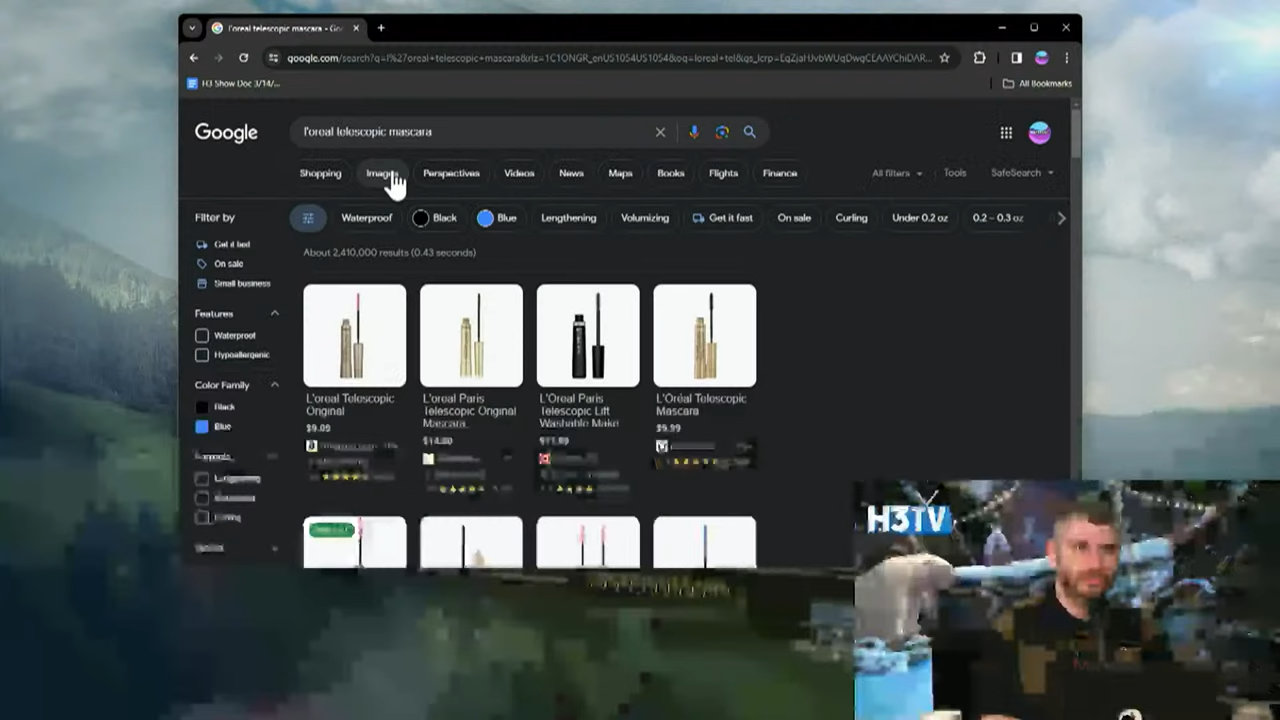 l'oreal telescopic mascara - Goo
google.com/search?q=l%27oreal+telescopic+mascara&rlz=1C1ONGR_enUS1054US1054&oq=loreal+tel&gs_lcrp=EgZjaHJvbWUqDwgCEAAYChiDAR...
H3 Show Doc 3/14/...
All Bookmarks
Google
l'oreal telescopic mascara
Shopping
Images
Perspectives
Videos
News
Maps
Books
Flights
Finance
All filters
Tools
SafeSearch
Filter by
Waterproof
Black
Blue
Lengthening
Volumizing
Get it fast
On sale
Curling
Under 0.2 oz
0.2 – 0.3 oz
Get it fast
On sale
Small business
About 2,410,000 results (0.43 seconds)
Features
Waterproof
Hypoallergenic
Color Family
Black
Blue
L'oreal Telescopic
Original
L'oreal Paris
Telescopic Original
Mascara
$14.00
L'Oreal Paris
Telescopic Lift
Washable Make
$11.99
L'Oréal Telescopic
Mascara
$9.99
H3TV